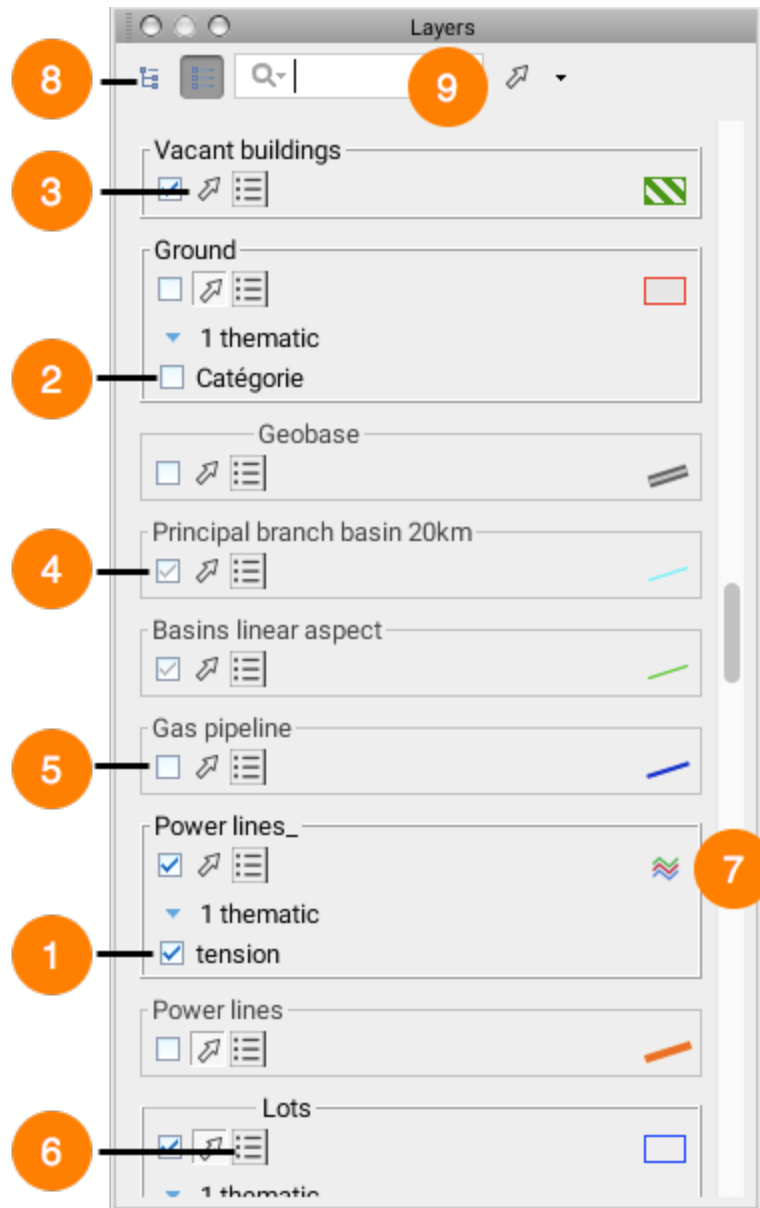 Layers
8
9
Vacant buildings
3
Ground
1 thematic
2
Catégorie
Geobase
Principal branch basin 20km
4
Basins linear aspect
Gas pipeline
5
Power lines_
7
1 thematic
1
tension
Power lines
Lots
6
1 thematic